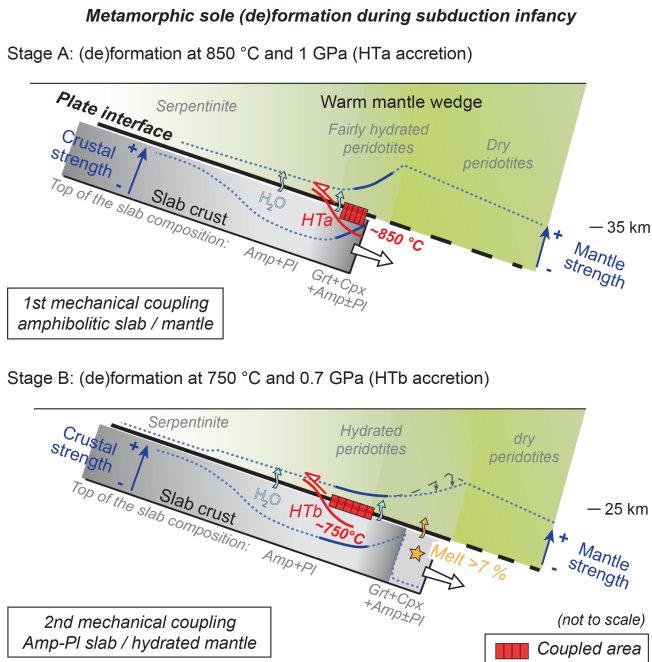 Metamorphic sole (de)formation during subduction infancy
Stage A: (de)formation at 850 °C and 1 GPa (HTa accretion)
Serpentinite
Warm mantle wedge
Plate interface
Fairly hydrated
peridotites
Dry
peridotites
Crustal
strength
+
-
Slab crust
H2O
HTa
~850 °C
Top of the slab composition:
Amp+Pl
Grt+Cpx
+Amp±Pl
35 km
+
-
Mantle
strength
1st mechanical coupling
amphibolitic slab / mantle
Stage B: (de)formation at 750 °C and 0.7 GPa (HTb accretion)
Serpentinite
Hydrated
peridotites
dry
peridotites
Crustal
strength
+
-
Slab crust
H2O
HTb
~750°C
Top of the slab composition:
Amp+Pl
Grt+Cpx
+Amp±Pl
Melt >7 %
25 km
+
-
Mantle
strength
2nd mechanical coupling
Amp-Pl slab / hydrated mantle
(not to scale)
Coupled area